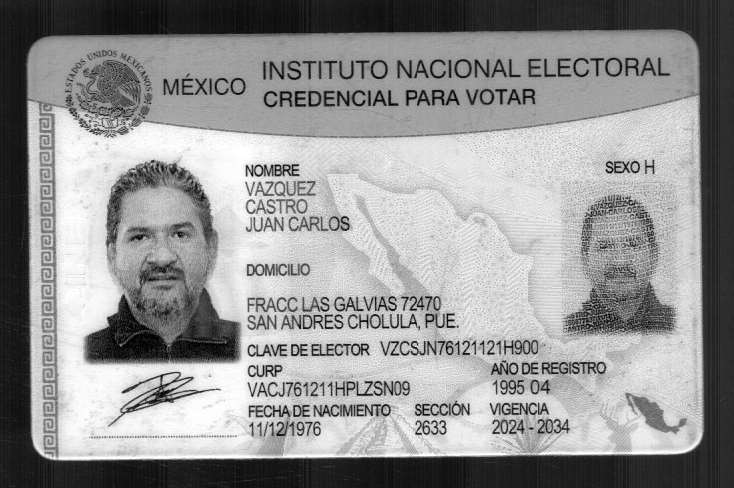 ESTADOS UNIDOS MEXICANOS
MÉXICO INSTITUTO NACIONAL ELECTORAL
CREDENCIAL PARA VOTAR
NOMBRE
SEXO H
VAZQUEZ
CASTRO
JUAN CARLOS
DOMICILIO
FRACC LAS GALVIAS 72470
SAN ANDRES CHOLULA, PUE.
CLAVE DE ELECTOR VZCSJN76121121H900
CURP AÑO DE REGISTRO
VACJ761211HPLZSN09 1995 04
FECHA DE NACIMIENTO SECCIÓN VIGENCIA
11/12/1976 2633 2024 - 2034